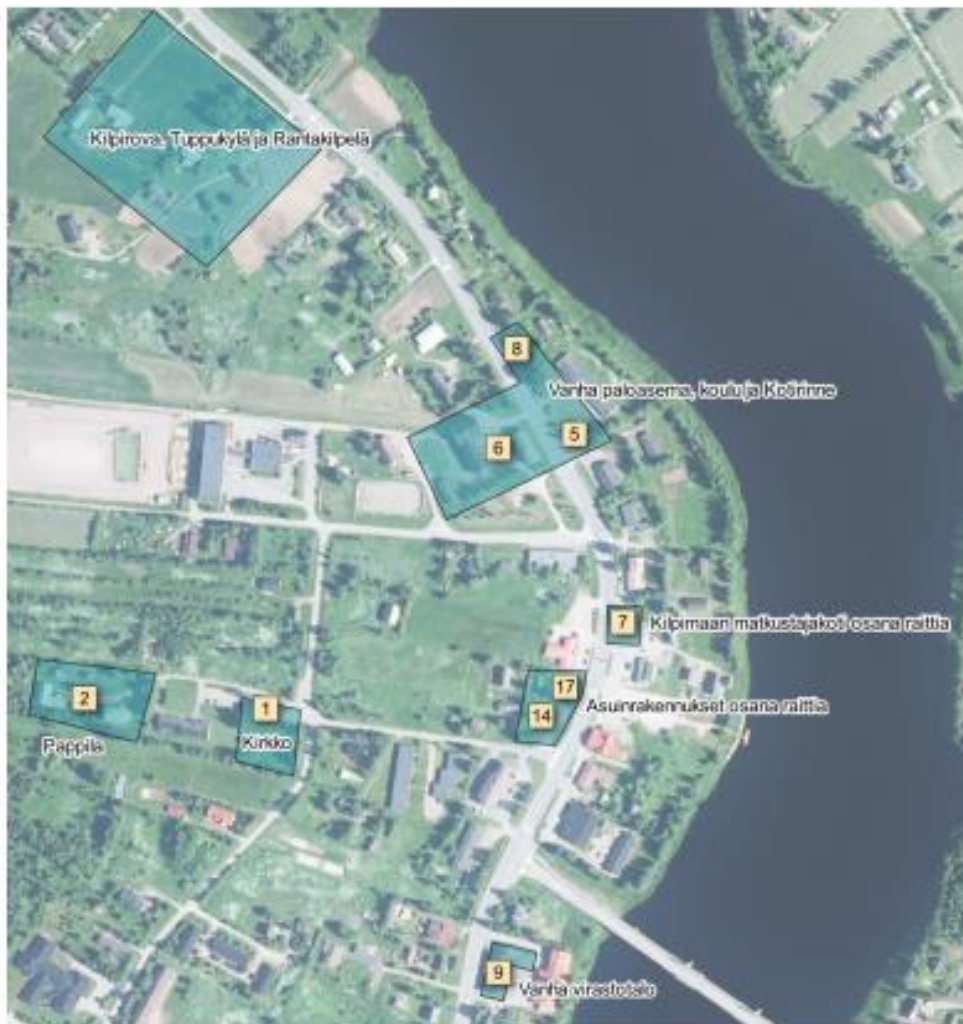 Kilpirova, Tuppukylä ja Rantakilpelä
8
Vanha paloasema, koulu ja Kotirinne
5
6
7
Kilpimaan matkustajakoti osana raittia
2
17
1
14
Asuinrakennukset osana raittia
Pappila
Kirkko
9
Vanha virastotalo